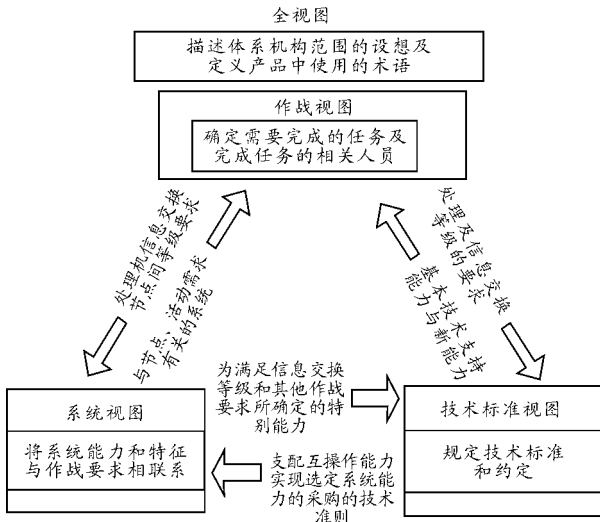 全视图
描述体系机构范围的设想及
定义产品中使用的术语
作战视图
确定需要完成的任务及
完成任务的相关人员
处理机信息交换
节点间等级要求
与节点、活动需求
有关的系统
处理及信息交换
等级的要求
基本技术支持
能力与新能力
为满足信息交换
等级和其他作战
要求所确定的特
别能力
系统视图
将系统能力和特征
与作战要求相联系
技术标准视图
规定技术标准
和约定
支配互操作能力
实现选定系统能
力的采购的技术
准则